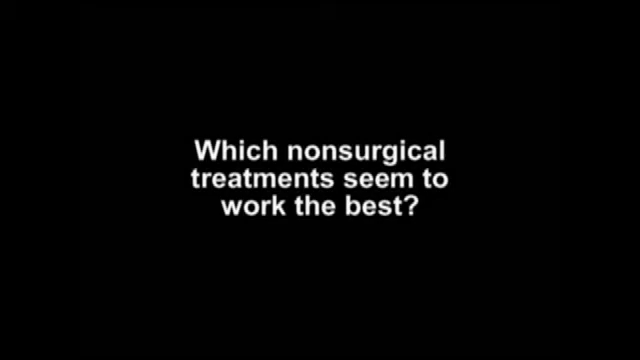 Which nonsurgical
treatments seem to
work the best?